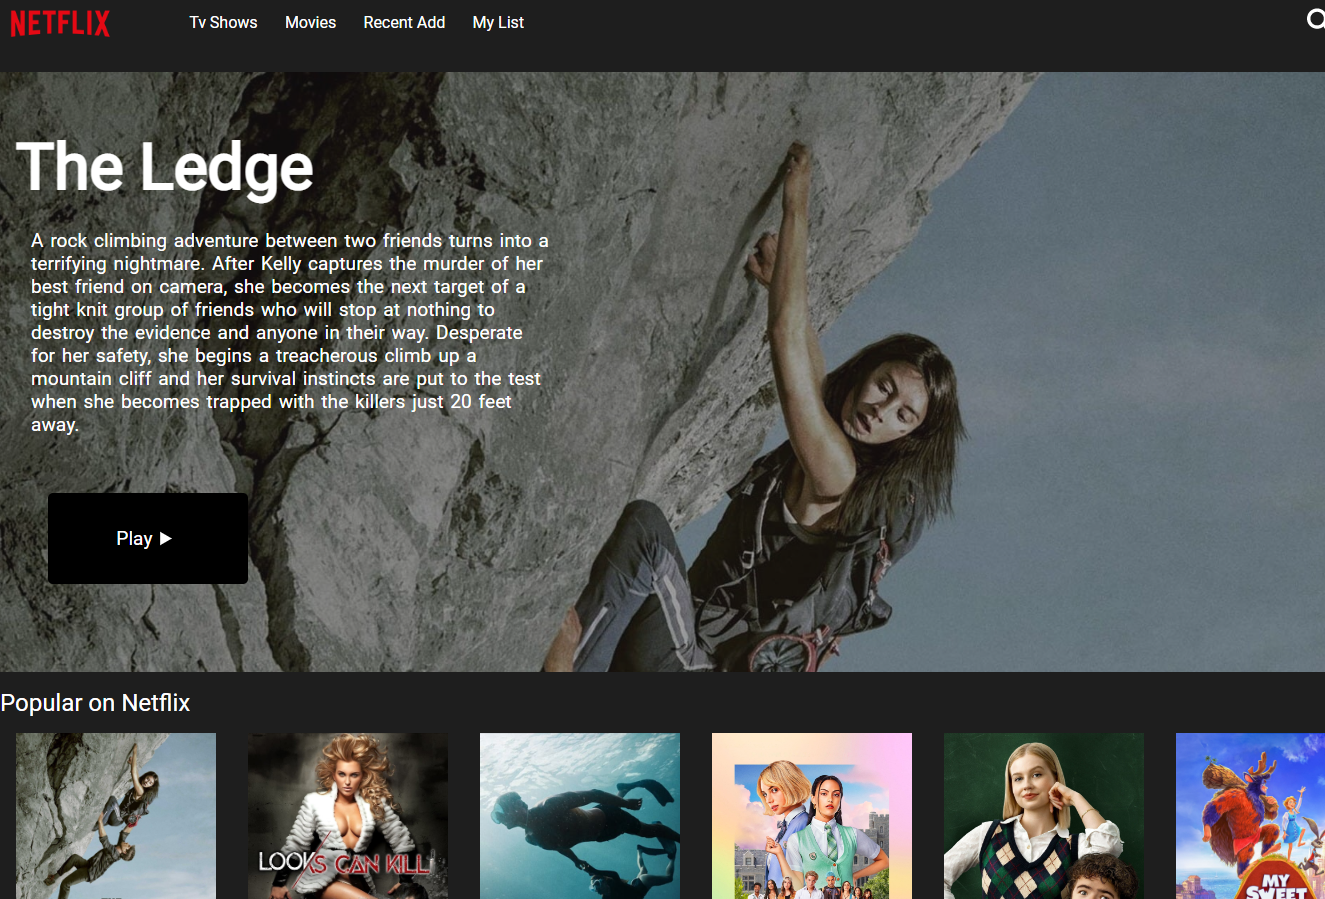 NETFLIX
Tv Shows Movies Recent Add My List
The Ledge
A rock climbing adventure between two friends turns into a
terrifying nightmare. After Kelly captures the murder of her
best friend on camera, she becomes the next target of a
tight knit group of friends who will stop at nothing to
destroy the evidence and anyone in their way. Desperate
for her safety, she begins a treacherous climb up a
mountain cliff and her survival instincts are put to the test
when she becomes trapped with the killers just 20 feet
away.
Play
Popular on Netflix
LOOKS CAN KILL
MY
SWEET